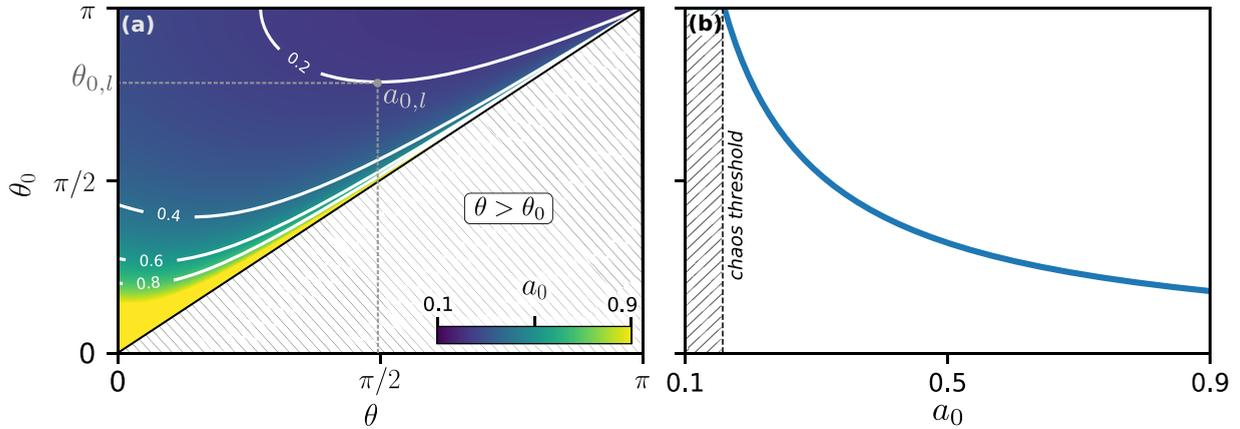 (a)
π
θ₀,l
θ₀
π/2
0
0.2
a₀,l
0.4
0.6
0.8
θ > θ₀
a₀
0.1 0.9
0 π/2 π
θ
(b)
chaos threshold
0.1 0.5 0.9
a₀